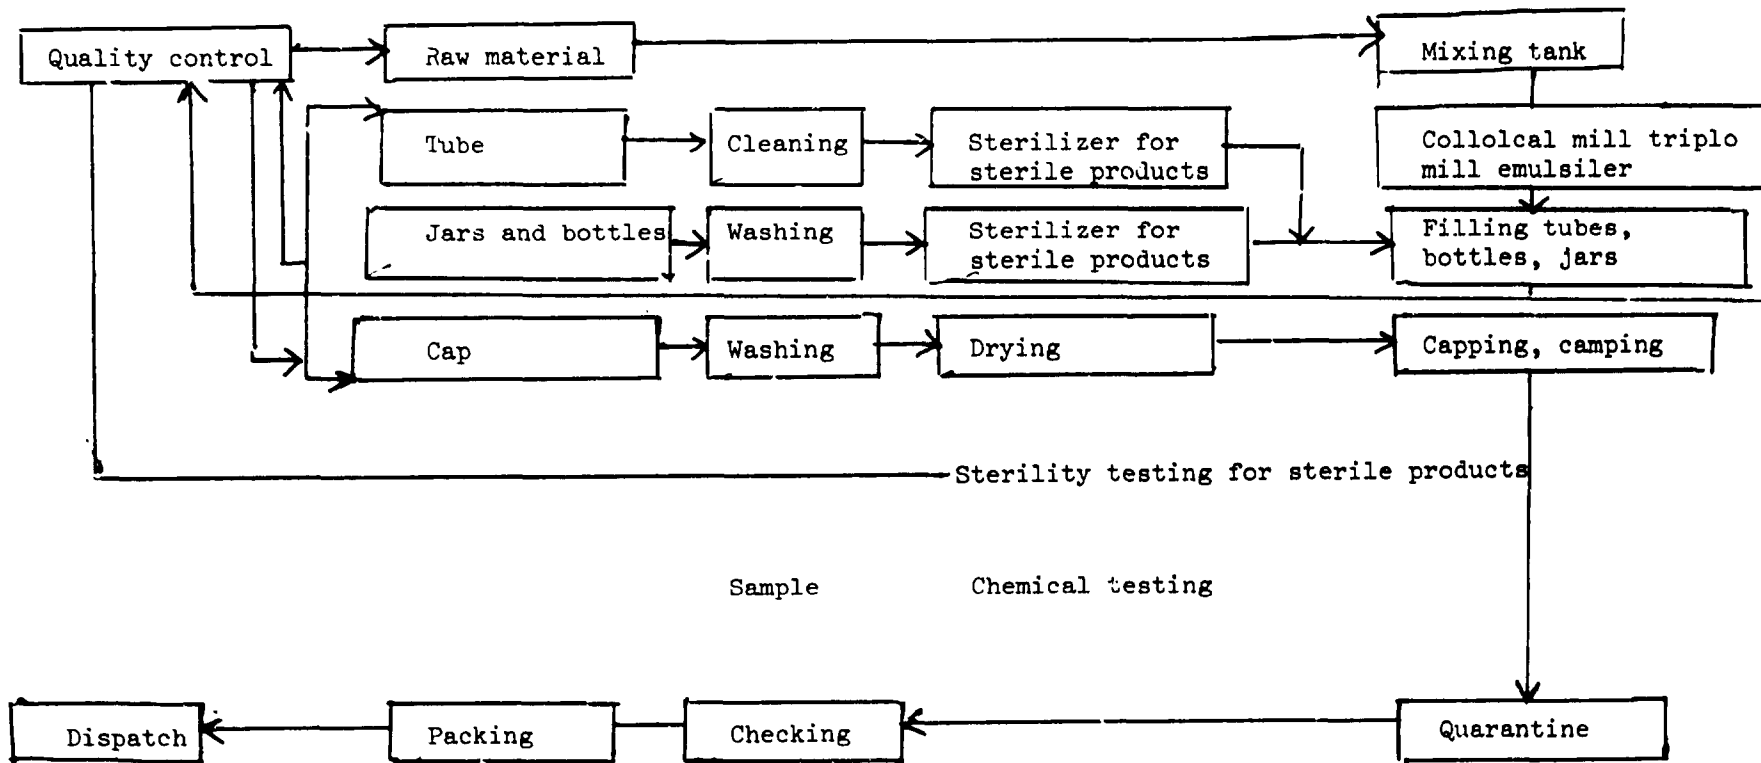 Quality control
Raw material
Mixing tank
Tube
Cleaning
Sterilizer for
sterile products
Collolcal mill triplo
mill emulsiler
Jars and bottles
Washing
Sterilizer for
sterile products
Filling tubes,
bottles, jars
Cap
Washing
Drying
Capping, camping
Sterility testing for sterile products
Sample
Chemical testing
Dispatch
Packing
Checking
Quarantine